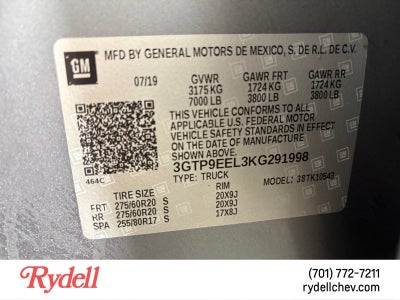 GM
MFD BY GENERAL MOTORS DE MEXICO, S. DE R.L. DE C.V.
07/19 GVWR GAWR FRT GAWR RR
3175 KG 1724 KG 1724 KG
7000 LB 3800 LB 3800 LB
THIS VEHICLE CONFORMS TO ALL
APPLICABLE U.S. FEDERAL MOTOR
VEHICLE SAFETY STANDARDS IN
EFFECT ON THE DATE OF MANUFACTURE
SHOWN ABOVE.
3GTP9EEL3KG291998
464C TYPE: TRUCK MODEL: 38TK10543
TIRE SIZE RIM
FRT 275/60R20 S 20X9J
RR 275/60R20 S 20X9J
SPA 255/80R17 S 17X8J
Rydell
(701) 772-7211
rydellchev.com